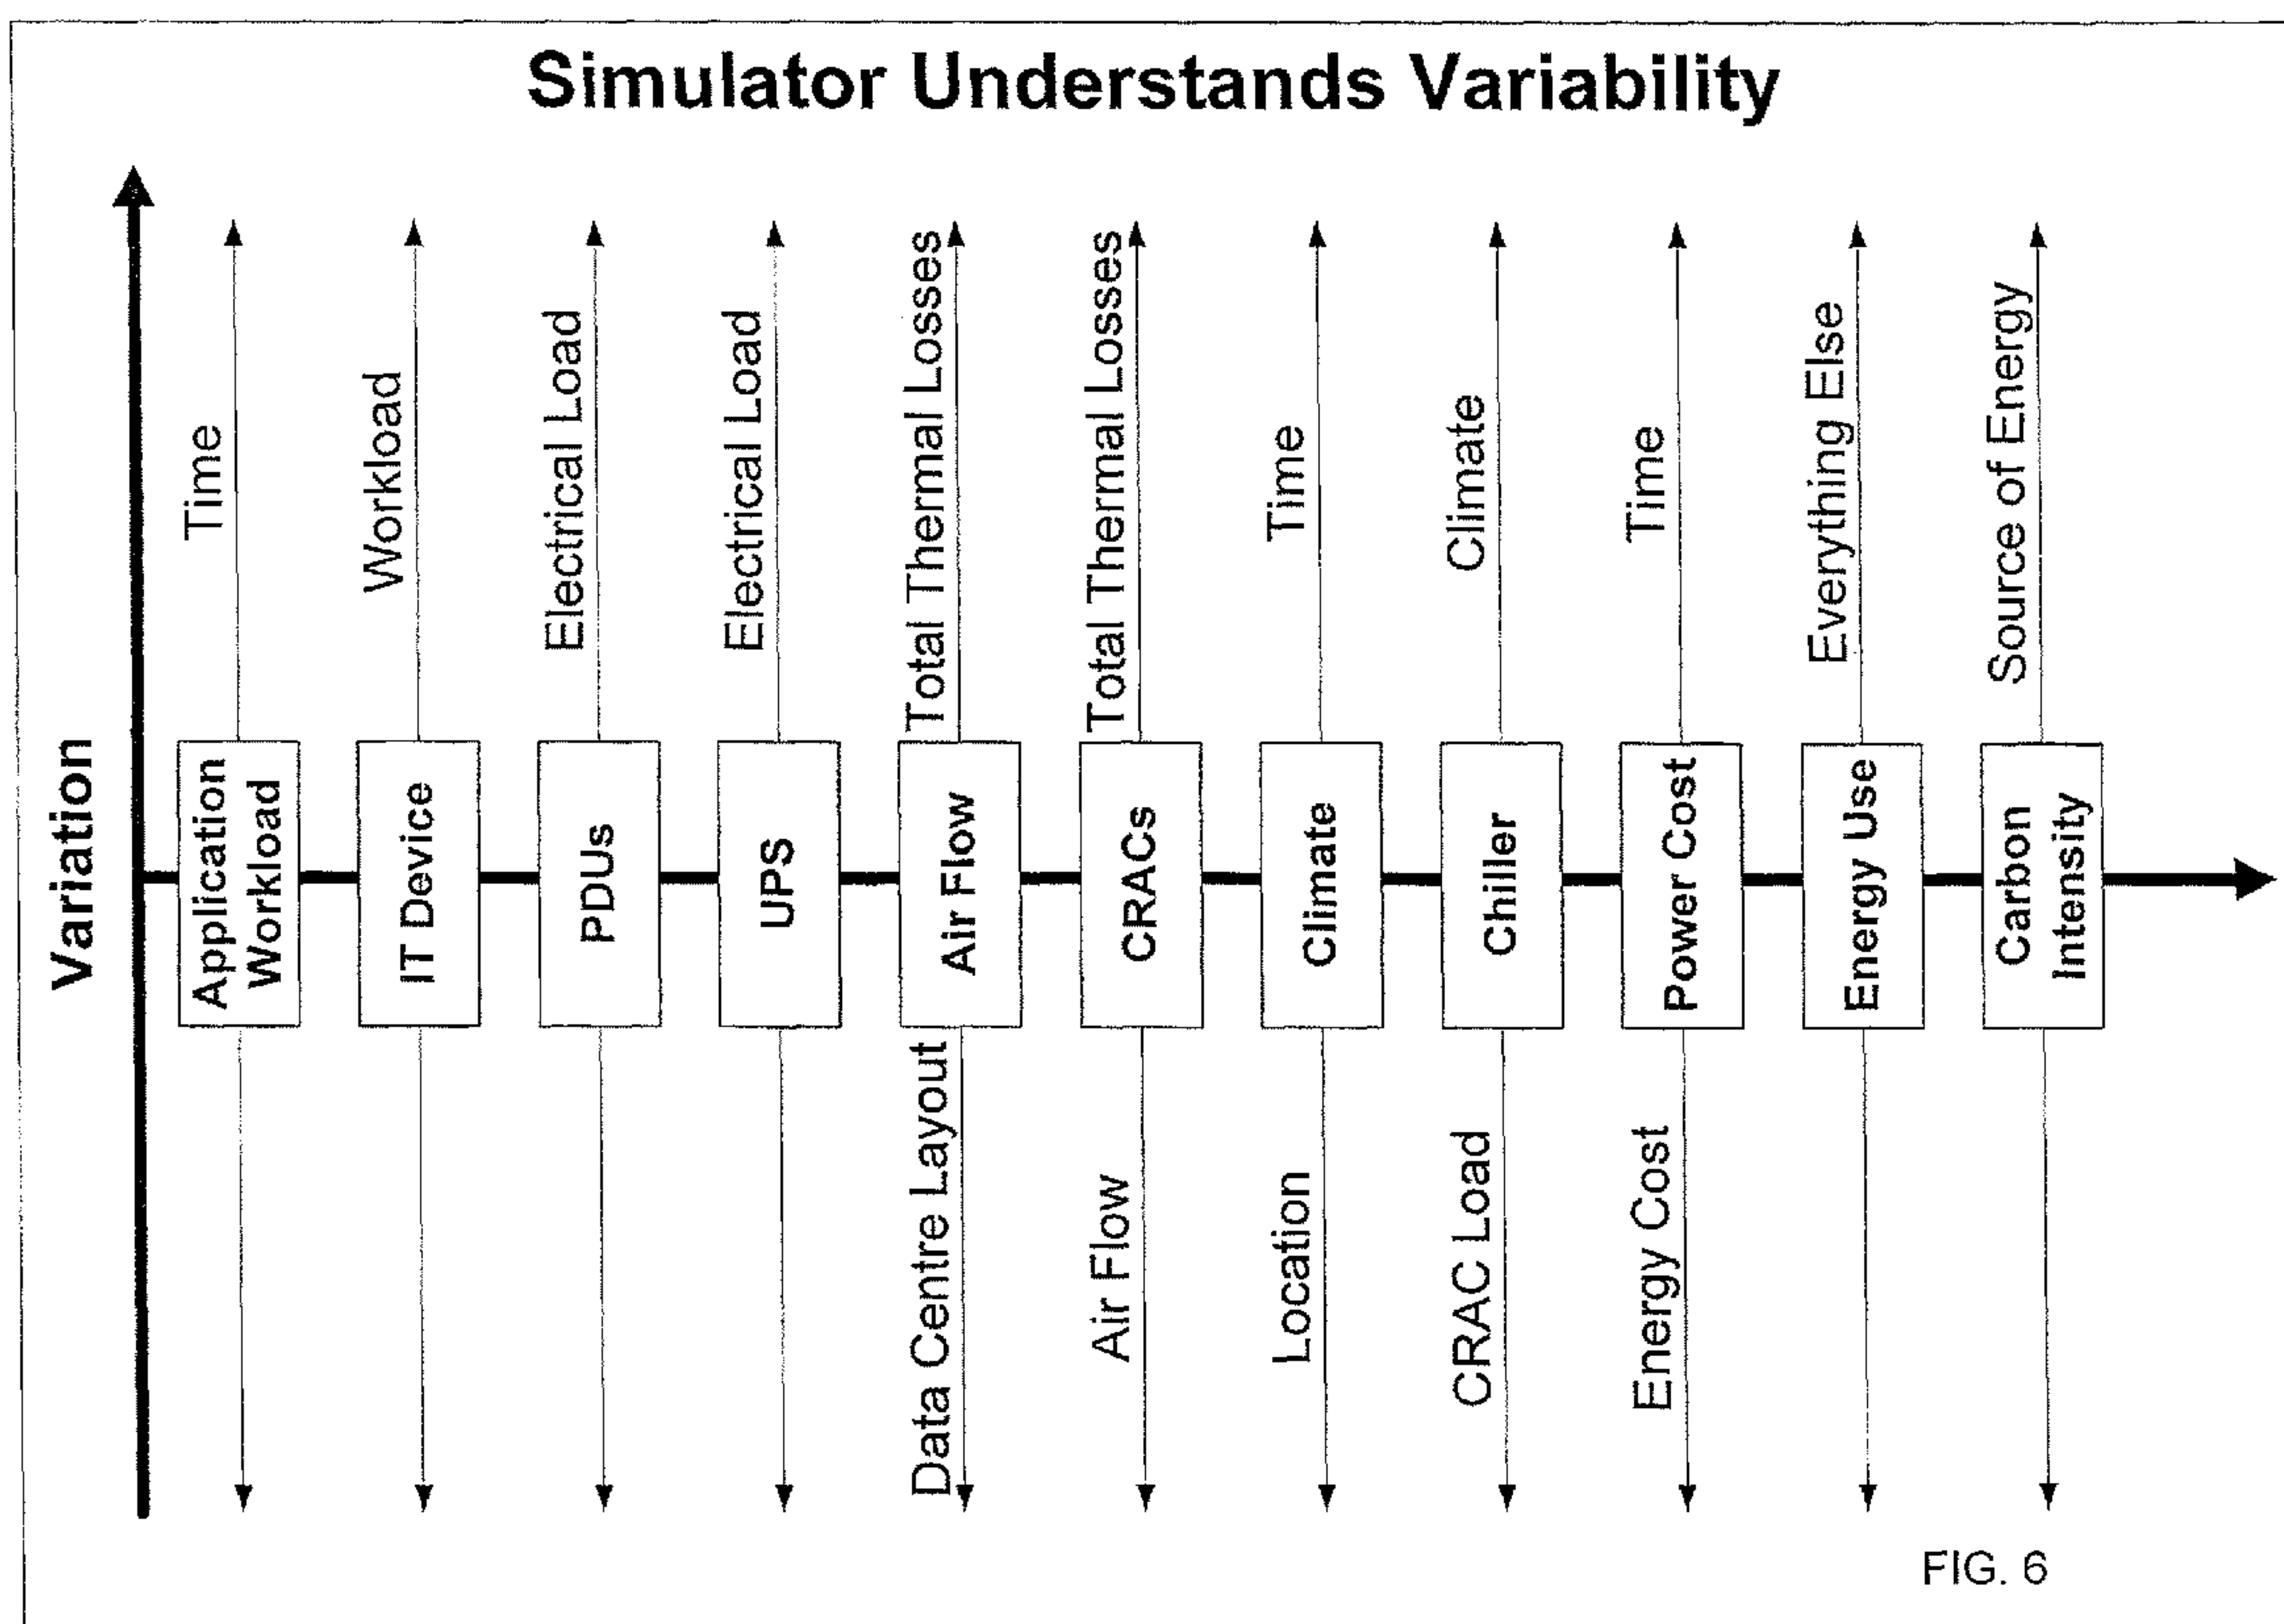 Simulator Understands Variability
Variation
Time
Workload
Electrical Load
Electrical Load
Total Thermal Losses
Total Thermal Losses
Time
Climate
Time
Everything Else
Source of Energy
Application
Workload
IT Device
PDUs
UPS
Air Flow
CRACs
Climate
Chiller
Power Cost
Energy Use
Carbon
Intensity
Data Centre Layout
Air Flow
Location
CRAC Load
Energy Cost
FIG. 6